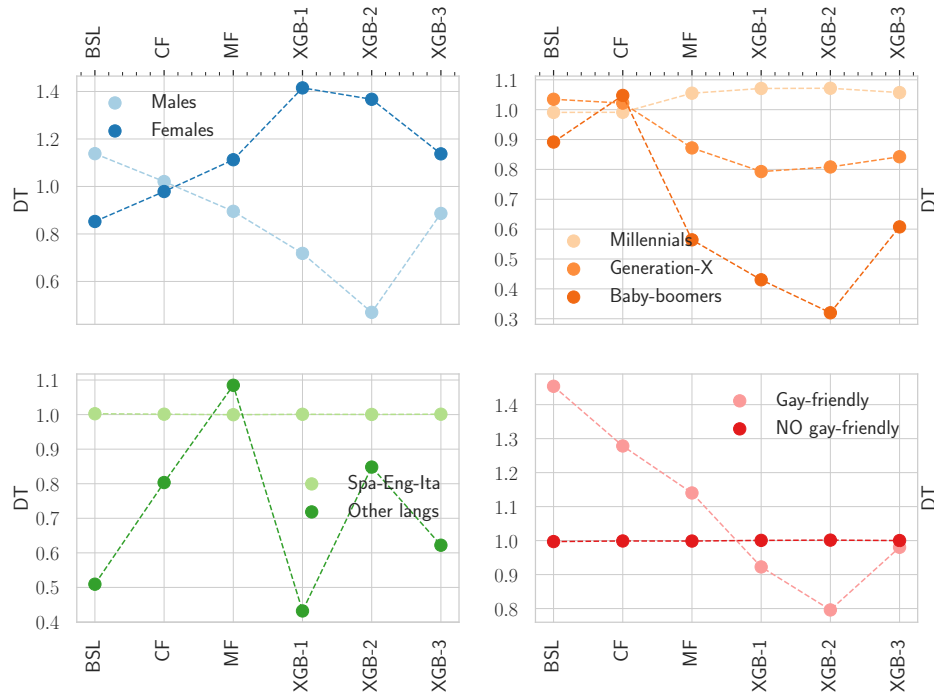 BSL CF MF XGB-1 XGB-2 XGB-3
BSL CF MF XGB-1 XGB-2 XGB-3
1.4
1.2
1.0
0.8
0.6
DT
Males
Females
1.1
1.0
0.9
0.8
0.7
0.6
0.5
0.4
0.3
DT
Millennials
Generation-X
Baby-boomers
1.1
1.0
0.9
0.8
0.7
0.6
0.5
0.4
DT
Spa-Eng-Ita
Other langs
1.4
1.3
1.2
1.1
1.0
0.9
0.8
DT
Gay-friendly
NO gay-friendly
BSL CF MF XGB-1 XGB-2 XGB-3
BSL CF MF XGB-1 XGB-2 XGB-3